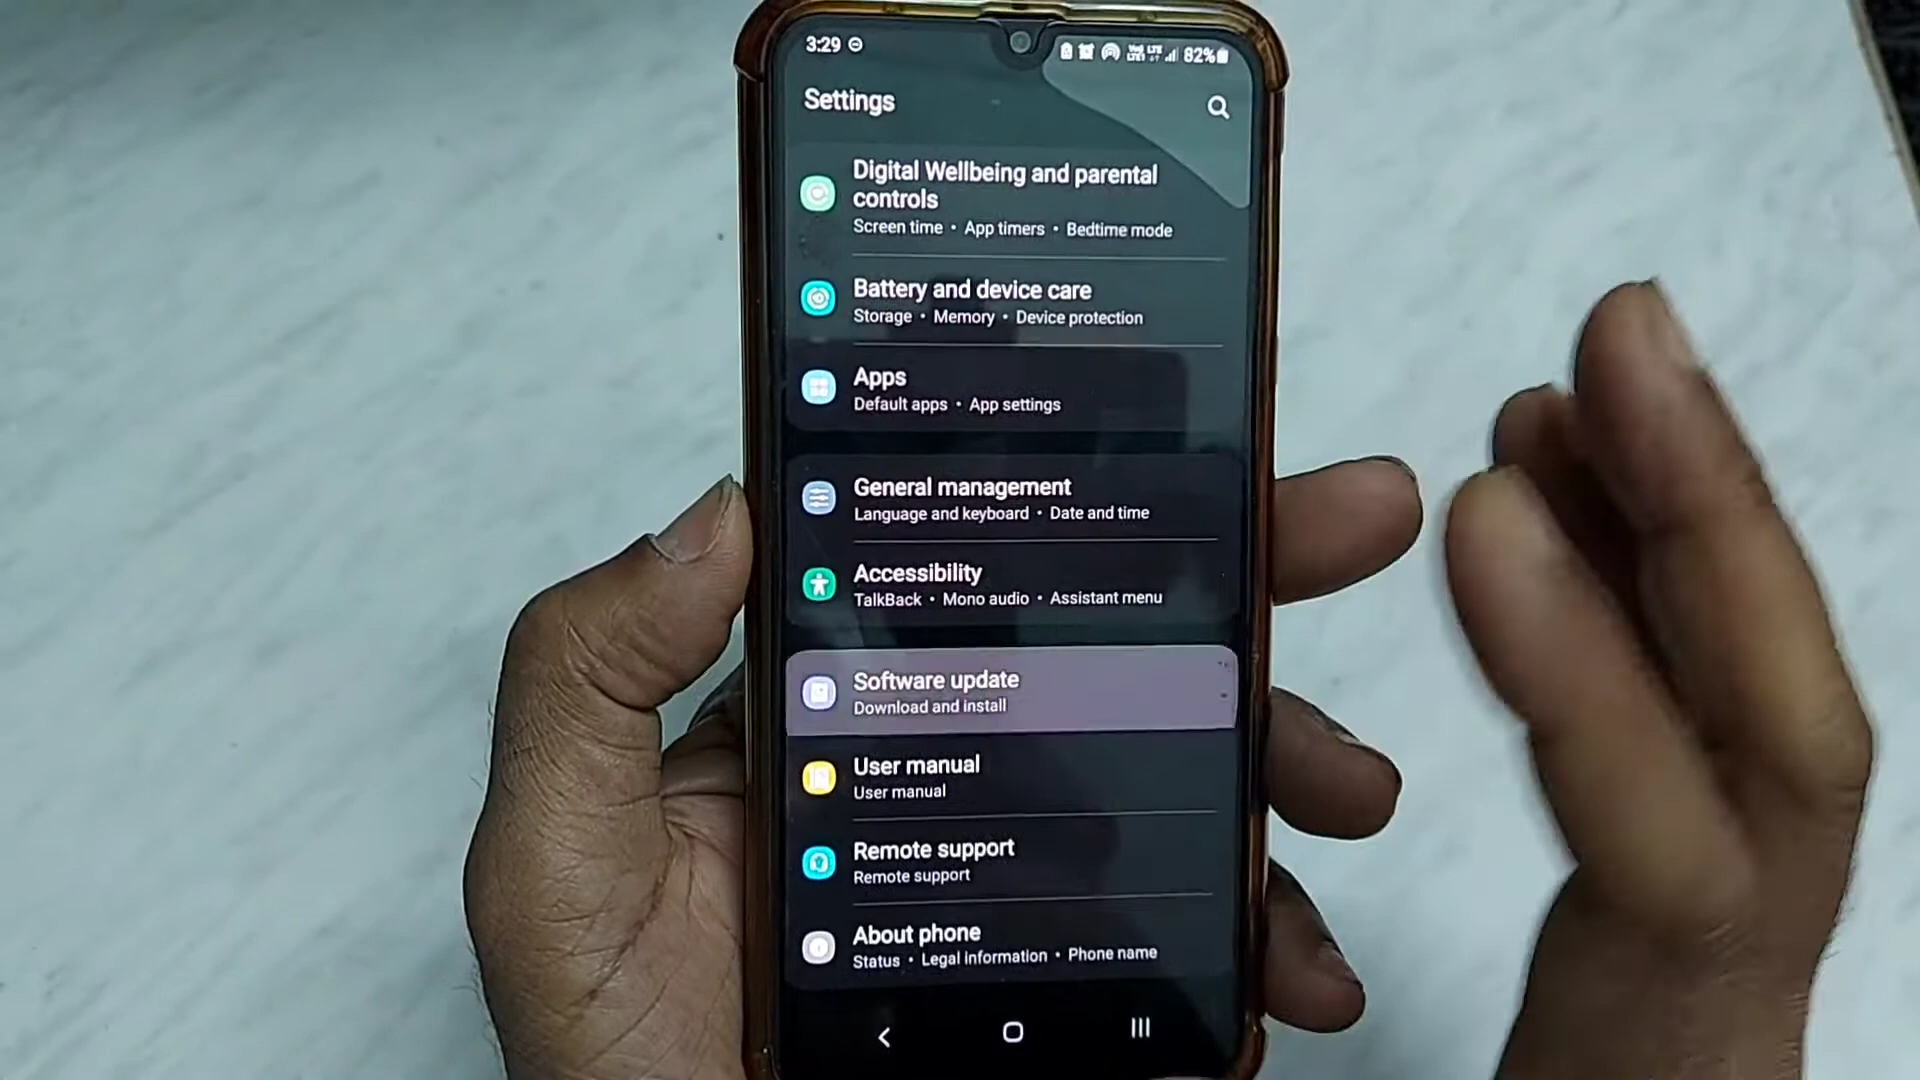 3:29
82%
Settings
Digital Wellbeing and parental
controls
Screen time • App timers • Bedtime mode
Battery and device care
Storage • Memory • Device protection
Apps
Default apps • App settings
General management
Language and keyboard • Date and time
Accessibility
TalkBack • Mono audio • Assistant menu
Software update
Download and install
User manual
User manual
Remote support
Remote support
About phone
Status • Legal information • Phone name